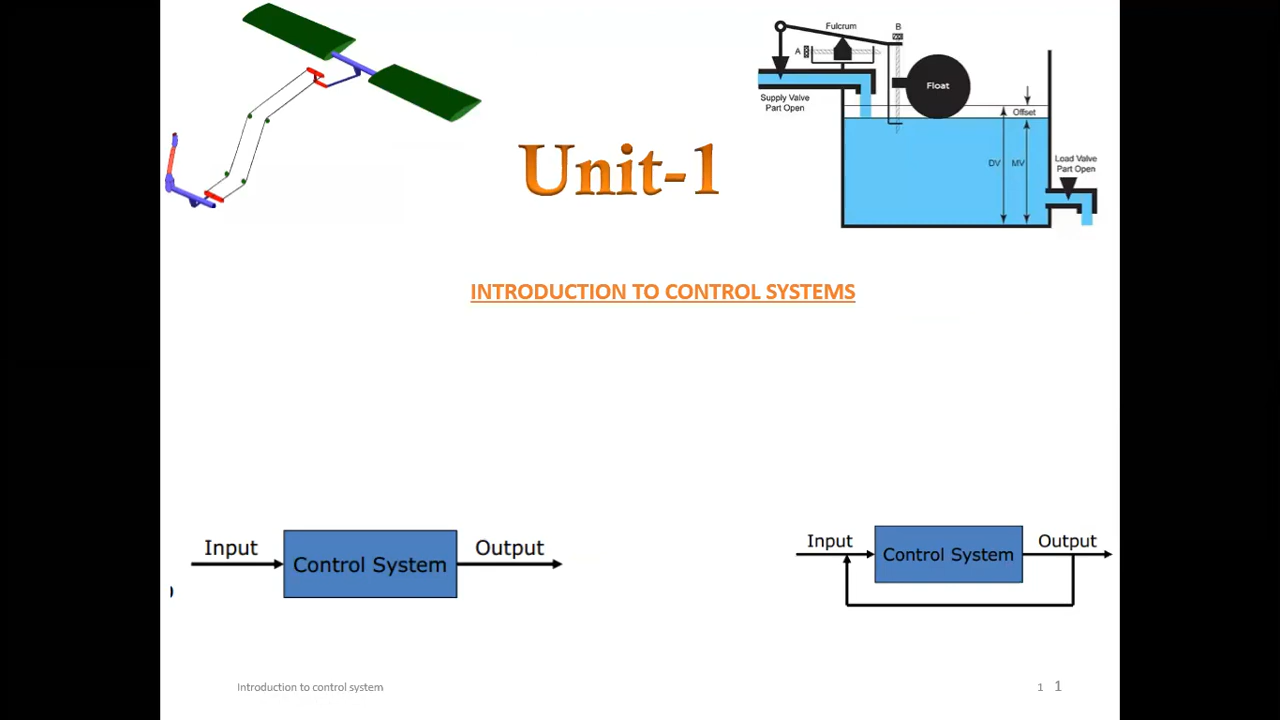 Fulcrum
B
A
Float
Supply Valve
Part Open
Offset
DV
MV
Load Valve
Part Open
Unit-1
INTRODUCTION TO CONTROL SYSTEMS
Input
Control System
Output
Input
Control System
Output
Introduction to control system
1 1